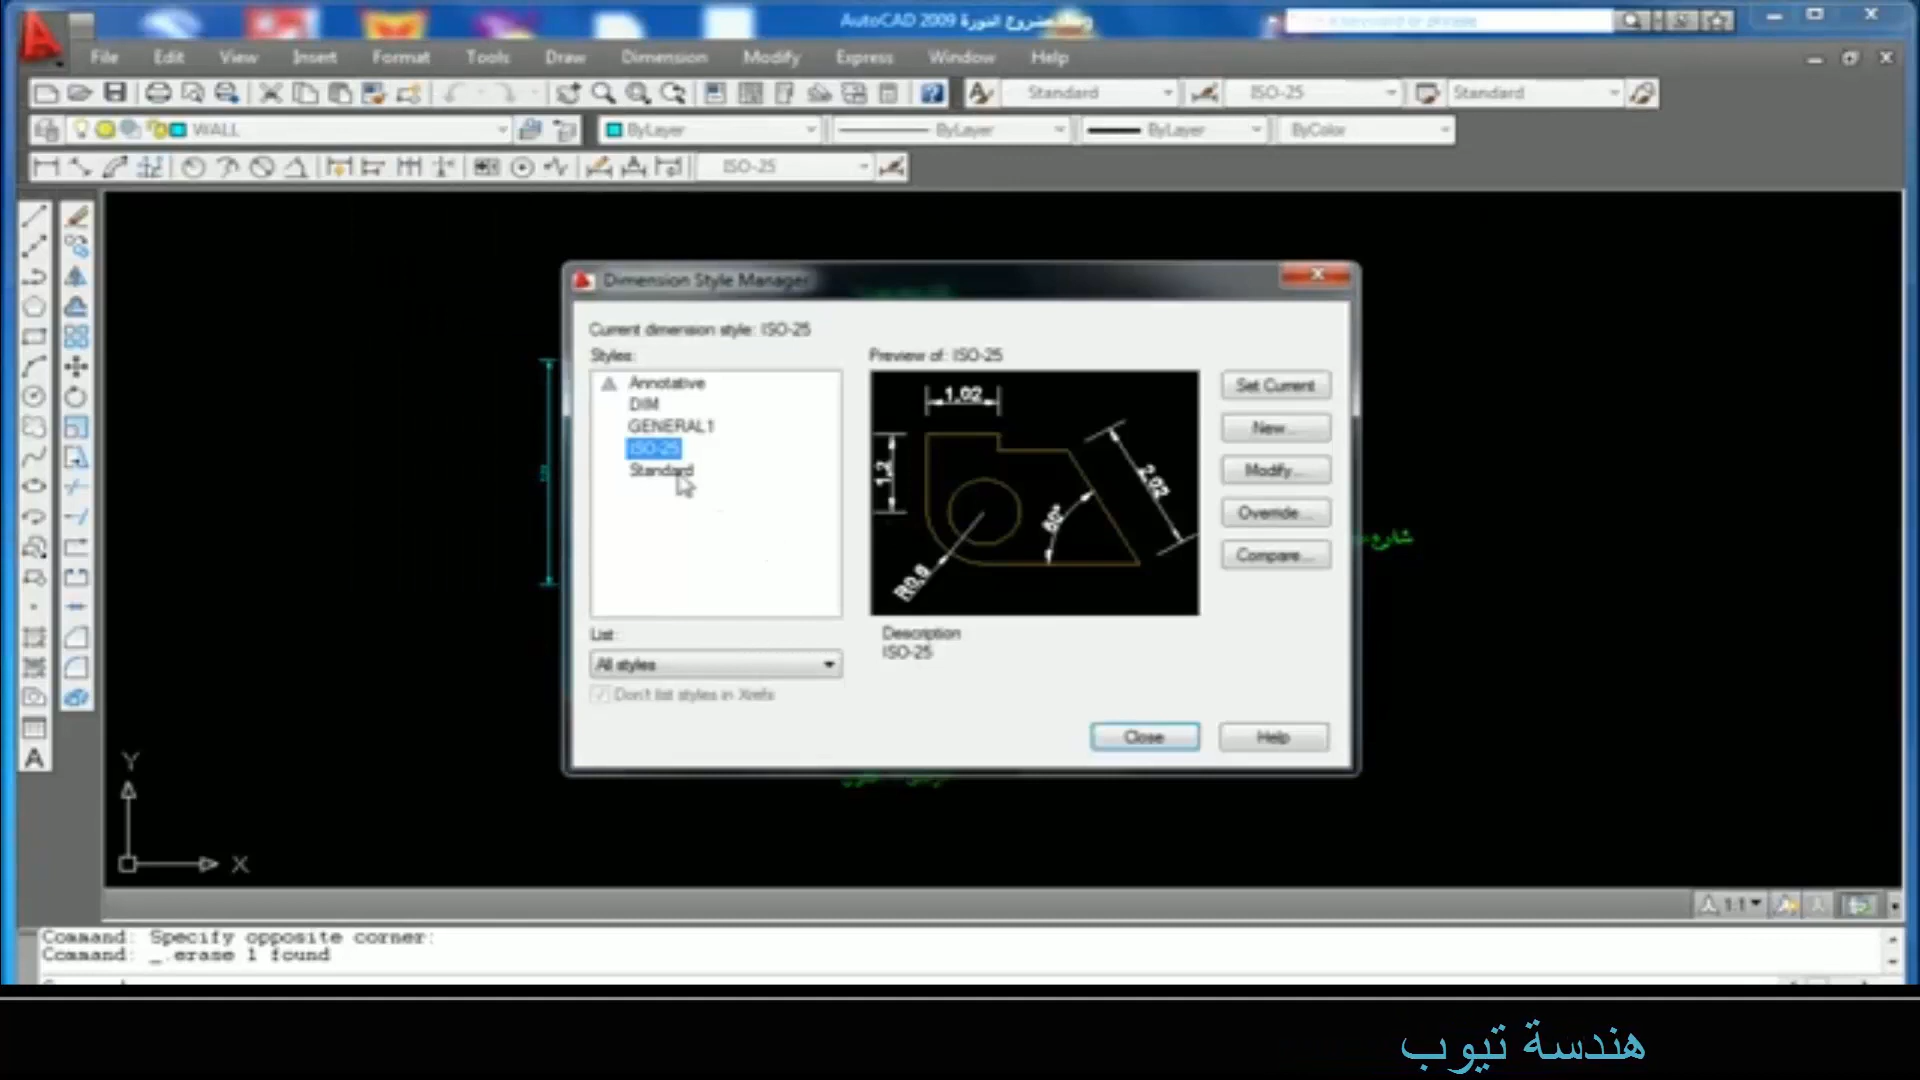 AutoCAD 2009
File Edit View Insert Format Tools Draw Dimension Modify Express Window Help
Standard ISO-25 Standard
WALL ByLayer ByLayer ByLayer ByColor
ISO-25
Dimension Style Manager
Current dimension style: ISO-25
Styles: Preview of: ISO-25
Annotative
DIM
GENERAL1
ISO-25
Standard
1,02
1,2
2,02
60°
R0,9
Set Current
New...
Modify...
Override...
Compare...
شارع
List:
All styles
Don't list styles in Xrefs
Description
ISO-25
Close Help
Y
X
1:1
Command: Specify opposite corner:
Command: _.erase 1 found
هندسة تيوب